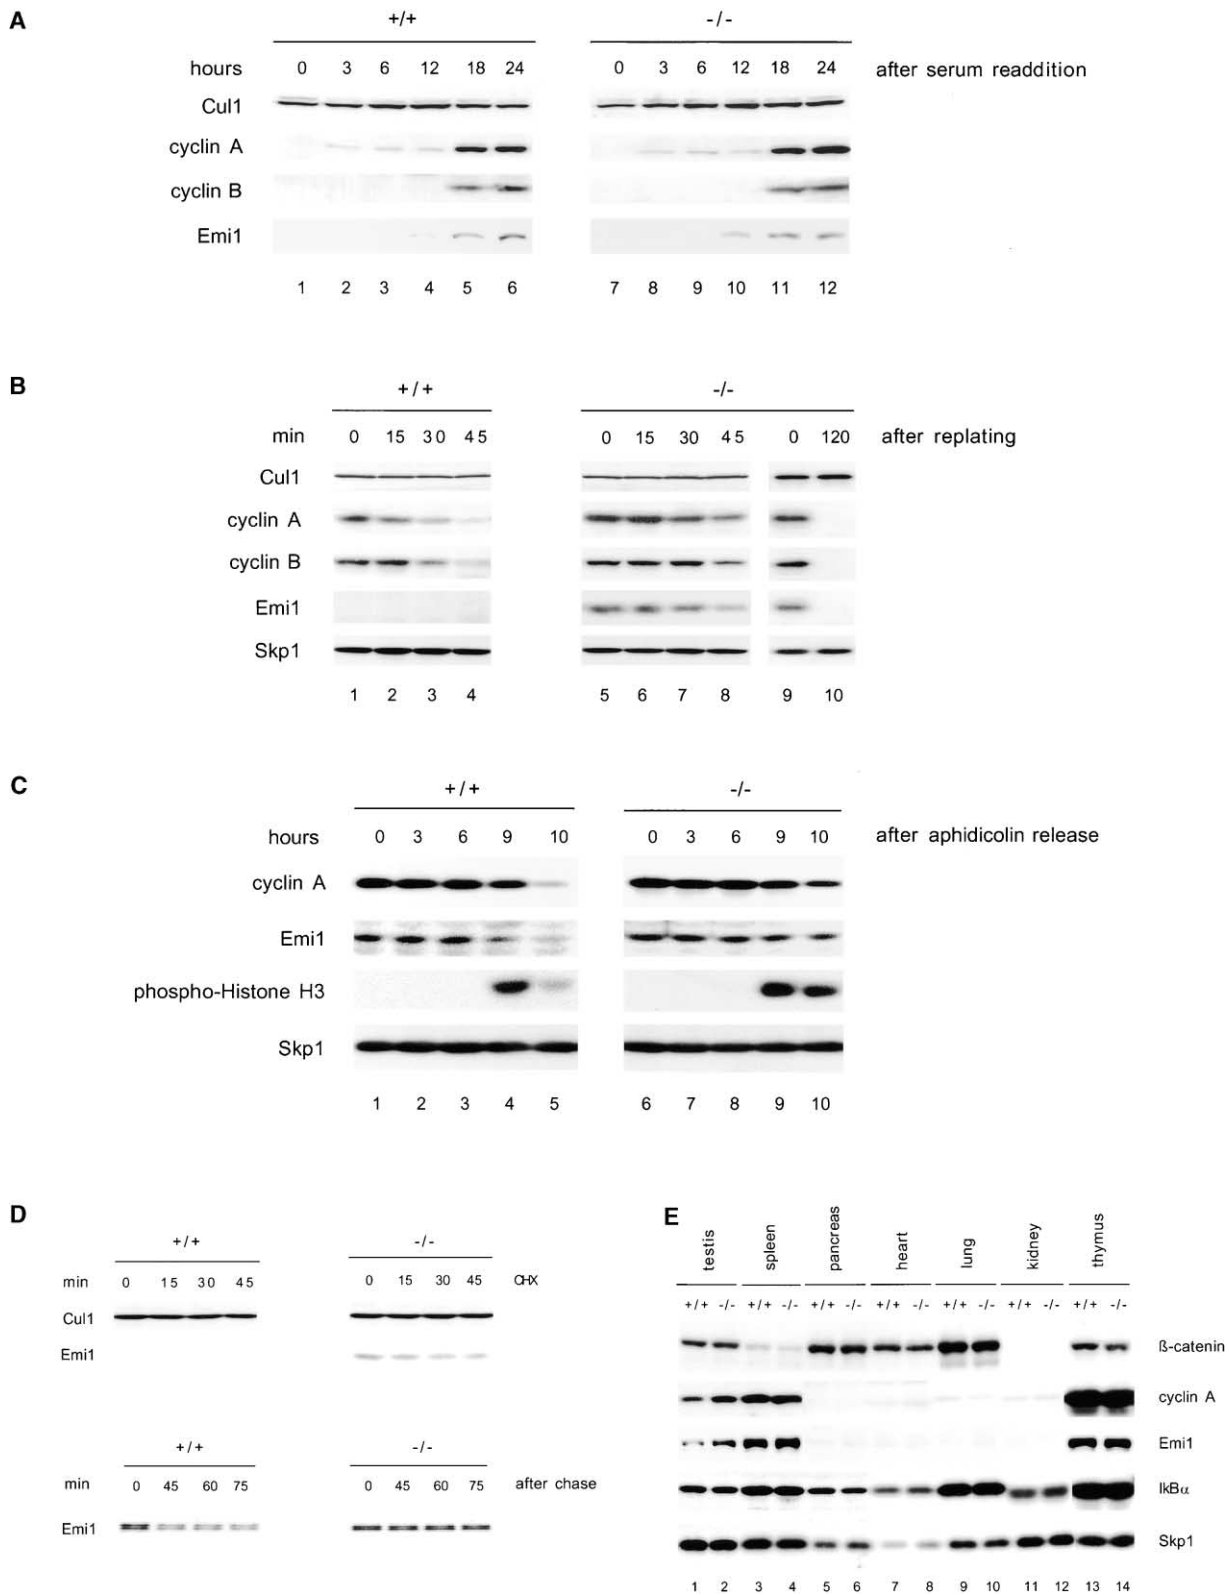 A
+/+ -/-
hours 0 3 6 12 18 24 0 3 6 12 18 24 after serum readdition
Cul1
cyclin A
cyclin B
Emi1
1 2 3 4 5 6 7 8 9 10 11 12
B
+/+ -/-
min 0 15 30 45 0 15 30 45 0 120 after replating
Cul1
cyclin A
cyclin B
Emi1
Skp1
1 2 3 4 5 6 7 8 9 10
C
+/+ -/-
hours 0 3 6 9 10 0 3 6 9 10 after aphidicolin release
cyclin A
Emi1
phospho-Histone H3
Skp1
1 2 3 4 5 6 7 8 9 10
D
+/+ -/-
min 0 15 30 45 0 15 30 45 CHX
Cul1
Emi1
+/+ -/-
min 0 45 60 75 0 45 60 75 after chase
Emi1
E
testis spleen pancreas heart lung kidney thymus
+/+ -/- +/+ -/- +/+ -/- +/+ -/- +/+ -/- +/+ -/- +/+ -/-
ß-catenin
cyclin A
Emi1
IkBα
Skp1
1 2 3 4 5 6 7 8 9 10 11 12 13 14